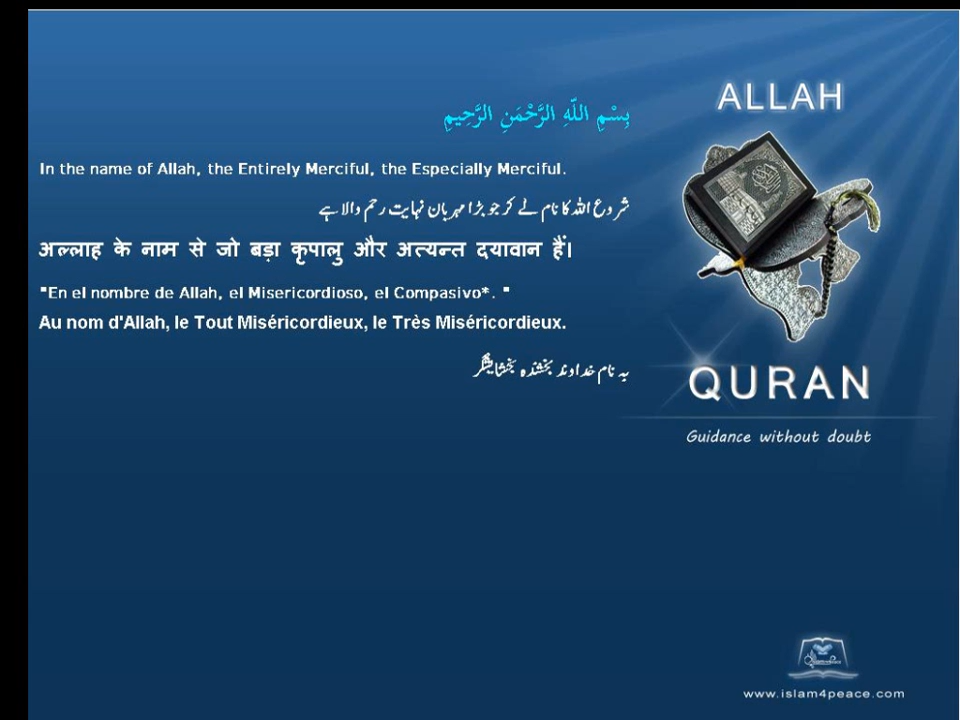 بِسْمِ اللَّهِ الرَّحْمَنِ الرَّحِيمِ
In the name of Allah, the Entirely Merciful, the Especially Merciful.
شروع الله کا نام لے کر جو بڑا مہربان نہایت رحم والا ہے
अल्लाह के नाम से जो बड़ा कृपालु और अत्यन्त दयावान हैं।
"En el nombre de Allah, el Misericordioso, el Compasivo*. "
Au nom d'Allah, le Tout Miséricordieux, le Très Miséricordieux.
به نام خداوند بخشنده بخشایشگر
ALLAH
QURAN
Guidance without doubt
www.islam4peace.com